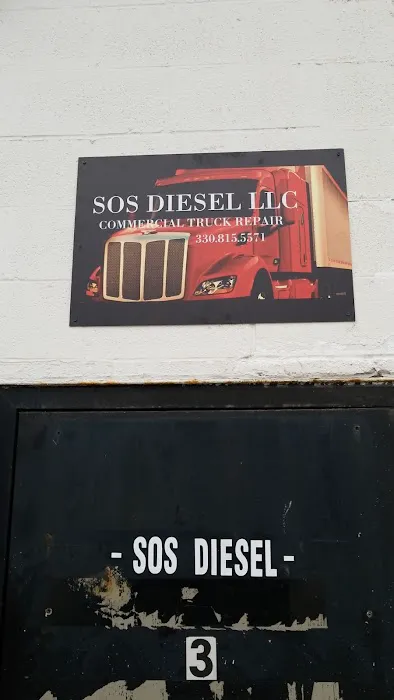 SOS DIESEL LLC
COMMERCIAL TRUCK REPAIR
330.815.5571
- SOS DIESEL -
3